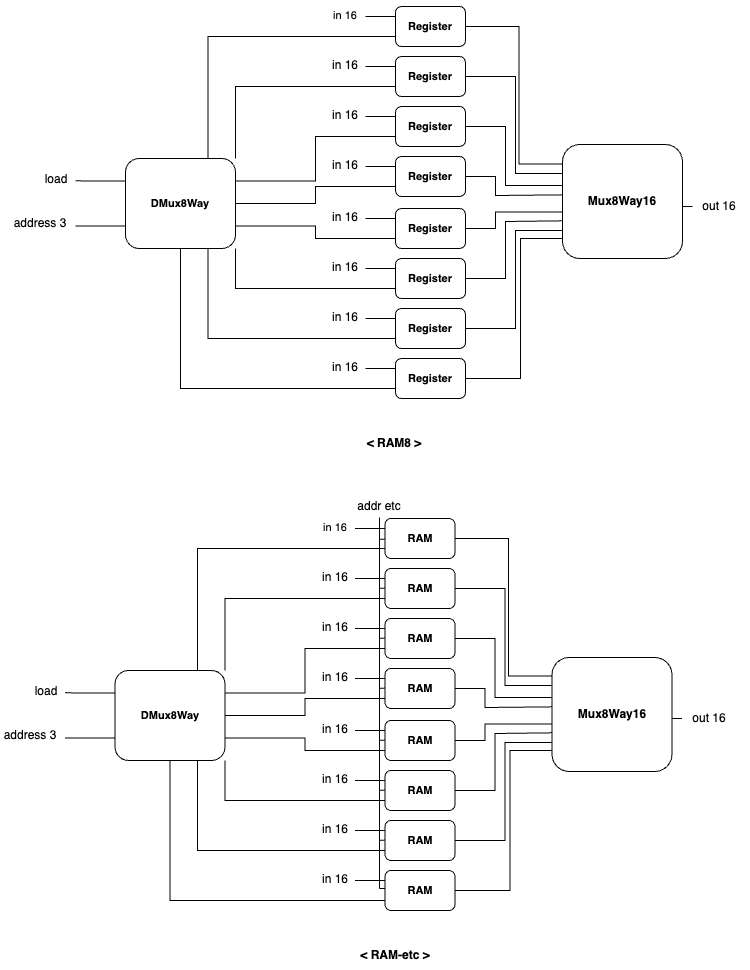 in 16
Register
in 16
Register
in 16
Register
in 16
Register
load
DMux8Way
Mux8Way16
out 16
address 3
in 16
Register
in 16
Register
in 16
Register
in 16
Register
< RAM8 >
addr etc
in 16
RAM
in 16
RAM
in 16
RAM
in 16
RAM
load
DMux8Way
Mux8Way16
out 16
address 3
in 16
RAM
in 16
RAM
in 16
RAM
in 16
RAM
< RAM-etc >